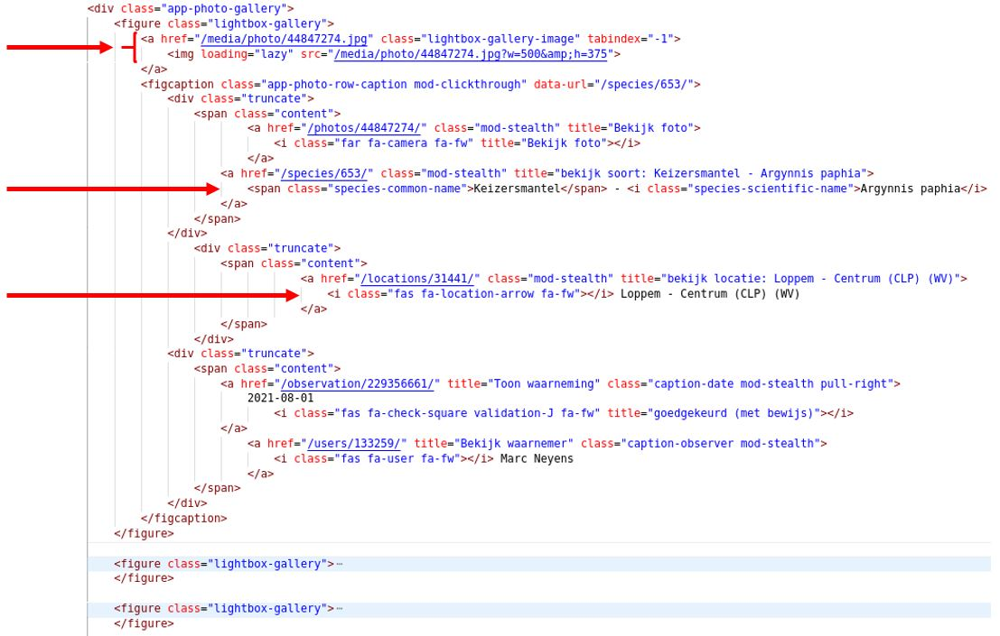 <div class="app-photo-gallery">
<figure class="lightbox-gallery">
<a href="/media/photo/44847274.jpg" class="lightbox-gallery-image" tabindex="-1">
<img loading="lazy" src="/media/photo/44847274.jpg?w=500&amp;h=375">
</a>
<figcaption class="app-photo-row-caption mod-clickthrough" data-url="/species/653/">
<div class="truncate">
<span class="content">
<a href="/photos/44847274/" class="mod-stealth" title="Bekijk foto">
<i class="far fa-camera fa-fw" title="Bekijk foto"></i>
</a>
<a href="/species/653/" class="mod-stealth" title="bekijk soort: Keizersmantel - Argynnis paphia">
<span class="species-common-name">Keizersmantel</span> - <i class="species-scientific-name">Argynnis paphia</i>
</a>
</span>
</div>
<div class="truncate">
<span class="content">
<a href="/locations/31441/" class="mod-stealth" title="bekijk locatie: Loppem - Centrum (CLP) (WV)">
<i class="fas fa-location-arrow fa-fw"></i> Loppem - Centrum (CLP) (WV)
</a>
</span>
</div>
<div class="truncate">
<span class="content">
<a href="/observation/229356661/" title="Toon waarneming" class="caption-date mod-stealth pull-right">
2021-08-01
<i class="fas fa-check-square validation-J fa-fw" title="goedgekeurd (met bewijs)"></i>
</a>
<a href="/users/133259/" title="Bekijk waarnemer" class="caption-observer mod-stealth">
<i class="fas fa-user fa-fw"></i> Marc Neyens
</a>
</span>
</div>
</figcaption>
</figure>
<figure class="lightbox-gallery">⋯
</figure>
<figure class="lightbox-gallery">⋯
</figure>